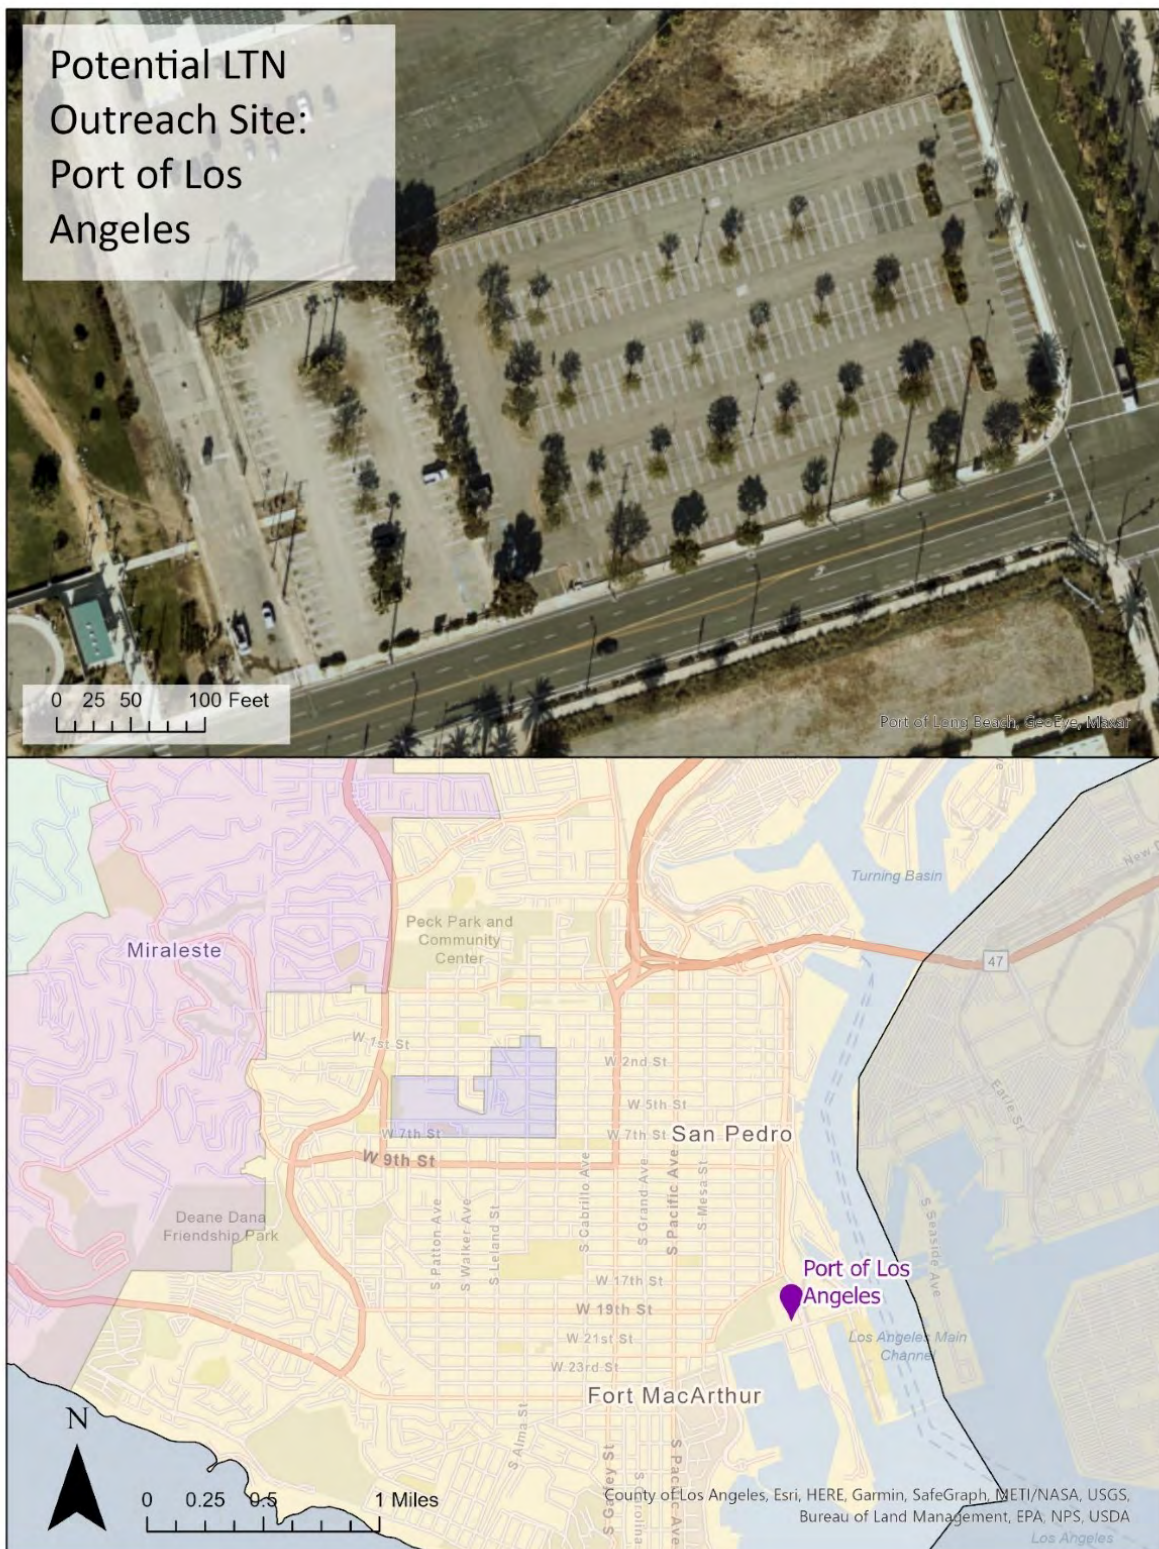 Potential LTN
Outreach Site:
Port of Los
Angeles
0 25 50 100 Feet
Port of Long Beach, GeoEye, Maxar
Turning Basin
New
Peck Park and
Community
Center
Miraleste
47
W 1st St
W 2nd St
Earle St
W 5th St
W 7th St
W 7th St
San Pedro
W 9th St
S Patton Ave
S Walker Ave
S Leland St
S Cabrillo Ave
S Grand Ave
S Pacific Ave
S Mesa St
S Seaside Ave
Deane Dana
Friendship Park
W 17th St
Port of Los
Angeles
W 19th St
W 21st St
Los Angeles Main
Channel
W 23rd St
Fort MacArthur
N
S Alma St
S Pacific Ave
S Carolina
0 0.25 0.5 1 Miles
County of Los Angeles, Esri, HERE, Garmin, SafeGraph, METI/NASA, USGS,
Bureau of Land Management, EPA, NPS, USDA
Los Angeles